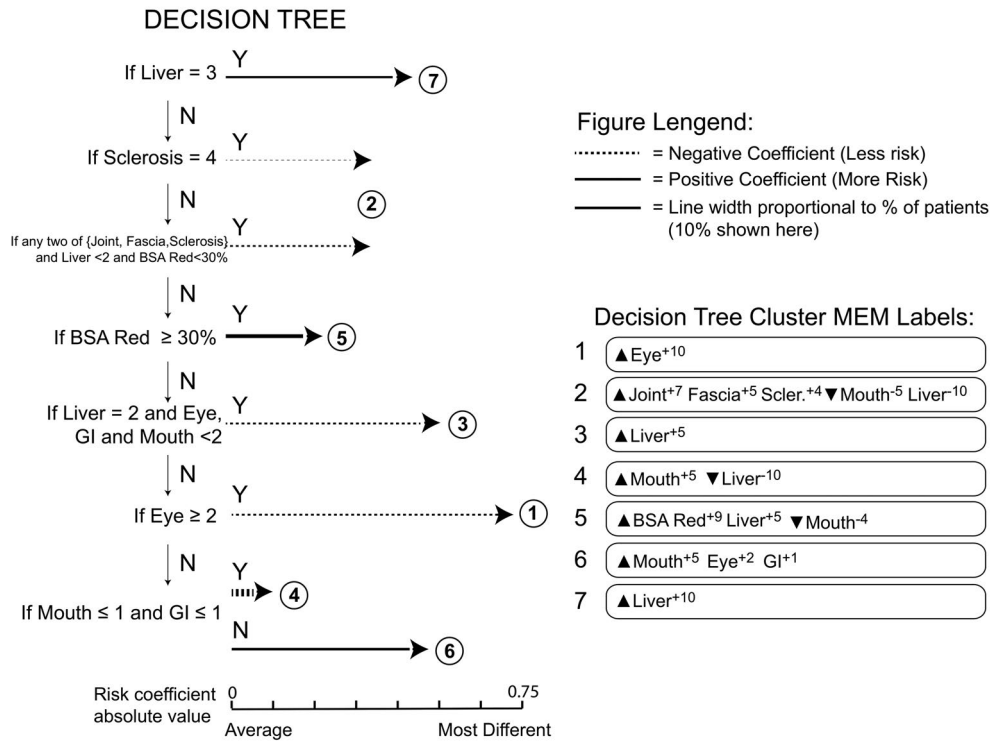 DECISION TREE
If Liver = 3
Y
7
N
If Sclerosis = 4
Y
N
2
If any two of {Joint, Fascia,Sclerosis}
and Liver <2 and BSA Red<30%
Y
N
If BSA Red ≥ 30%
Y
5
N
If Liver = 2 and Eye,
GI and Mouth <2
Y
3
N
If Eye ≥ 2
Y
1
N
If Mouth ≤ 1 and GI ≤ 1
Y
4
N
6
Risk coefficient
absolute value
0
0.75
Average
Most Different
Figure Lengend:
= Negative Coefficient (Less risk)
= Positive Coefficient (More Risk)
= Line width proportional to % of patients
(10% shown here)
Decision Tree Cluster MEM Labels:
1 ▲Eye+10
2 ▲Joint+7 Fascia+5 Scler.+4▼Mouth-5 Liver-10
3 ▲Liver+5
4 ▲Mouth+5 ▼Liver-10
5 ▲BSA Red+9 Liver+5 ▼Mouth-4
6 ▲Mouth+5 Eye+2 GI+1
7 ▲Liver+10